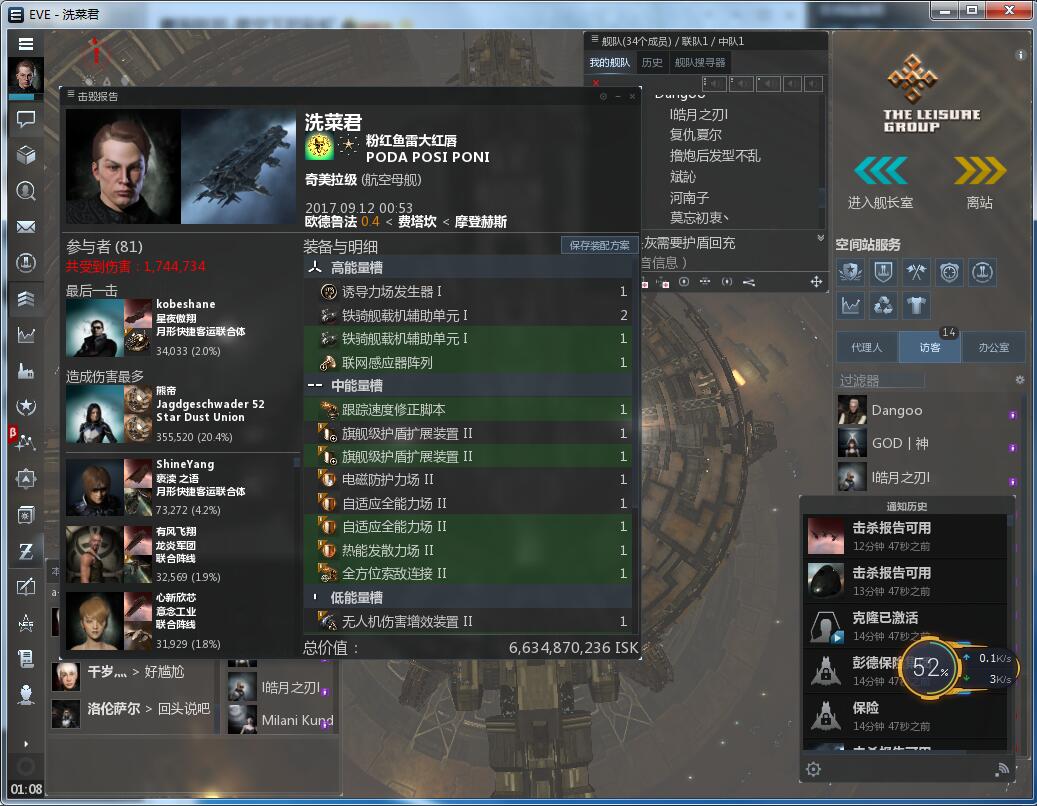 EVE - 洗菜君
舰队(34个成员) / 联队1 / 中队1
我的舰队
历史
舰队搜寻器
Dangoo
I皓月之刃I
复仇夏尔
撸炮后发型不乱
斌訫
河南子
莫忘初衷丶
灰需要护盾回充
音信息 )
击毁报告
洗菜君
粉红鱼雷大红唇
PODA POSI PONI
奇美拉级 (航空母舰)
2017.09.12 00:53
欧德鲁法 0.4 < 费塔坎 < 摩登赫斯
参与者 (81)
共受到伤害：1,744,734
最后一击
kobeshane
星夜傲翔
月形快捷客运联合体
34,033 (2.0%)
造成伤害最多
熊帝
Jagdgeschwader 52
Star Dust Union
355,520 (20.4%)
ShineYang
亵渎 之语
月形快捷客运联合体
73,272 (4.2%)
有风飞翔
龙炎军团
联合阵线
32,569 (1.9%)
心新欣芯
意念工业
联合阵线
31,929 (1.8%)
装备与明细
保存装配方案
高能量槽
诱导力场发生器 I 1
铁骑舰载机辅助单元 I 2
铁骑舰载机辅助单元 I 1
联网感应器阵列 1
中能量槽
跟踪速度修正脚本 1
旗舰级护盾扩展装置 II 1
旗舰级护盾扩展装置 II 1
电磁防护力场 II 1
自适应全能力场 II 1
自适应全能力场 II 1
热能发散力场 II 1
全方位索敌连接 II 1
低能量槽
无人机伤害增效装置 II 1
总价值： 6,634,870,236 ISK
干岁灬 > 好尴尬
洛伦萨尔 > 回头说吧
I皓月之刃I
Milani Kund
THE LEISURE
GROUP
进入舰长室
离站
空间站服务
代理人
访客
14
办公室
过滤器
Dangoo
GOD | 神
I皓月之刃I
通知历史
击杀报告可用
12分钟 47秒之前
击杀报告可用
13分钟 47秒之前
克隆已激活
14分钟 47秒之前
彭德保险
14分钟 4
保险
14分钟 47秒之前
击杀报告可用
52%
0.1K/s
3K/s
β
01:08